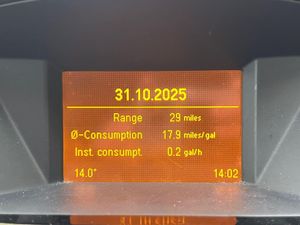 31.10.2025
Range 29 miles
Ø-Consumption 17.9 miles/gal
Inst. consumpt. 0.2 gal/h
14.0° 14:02